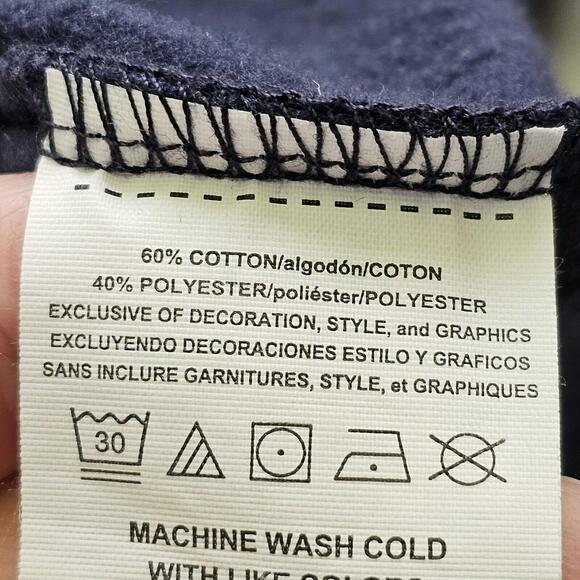 60% COTTON/algodón/COTON
40% POLYESTER/poliéster/POLYESTER
EXCLUSIVE OF DECORATION, STYLE, and GRAPHICS
EXCLUYENDO DECORACIONES ESTILO Y GRAFICOS
SANS INCLURE GARNITURES, STYLE, et GRAPHIQUES
30
MACHINE WASH COLD
WITH LIKE COLORS